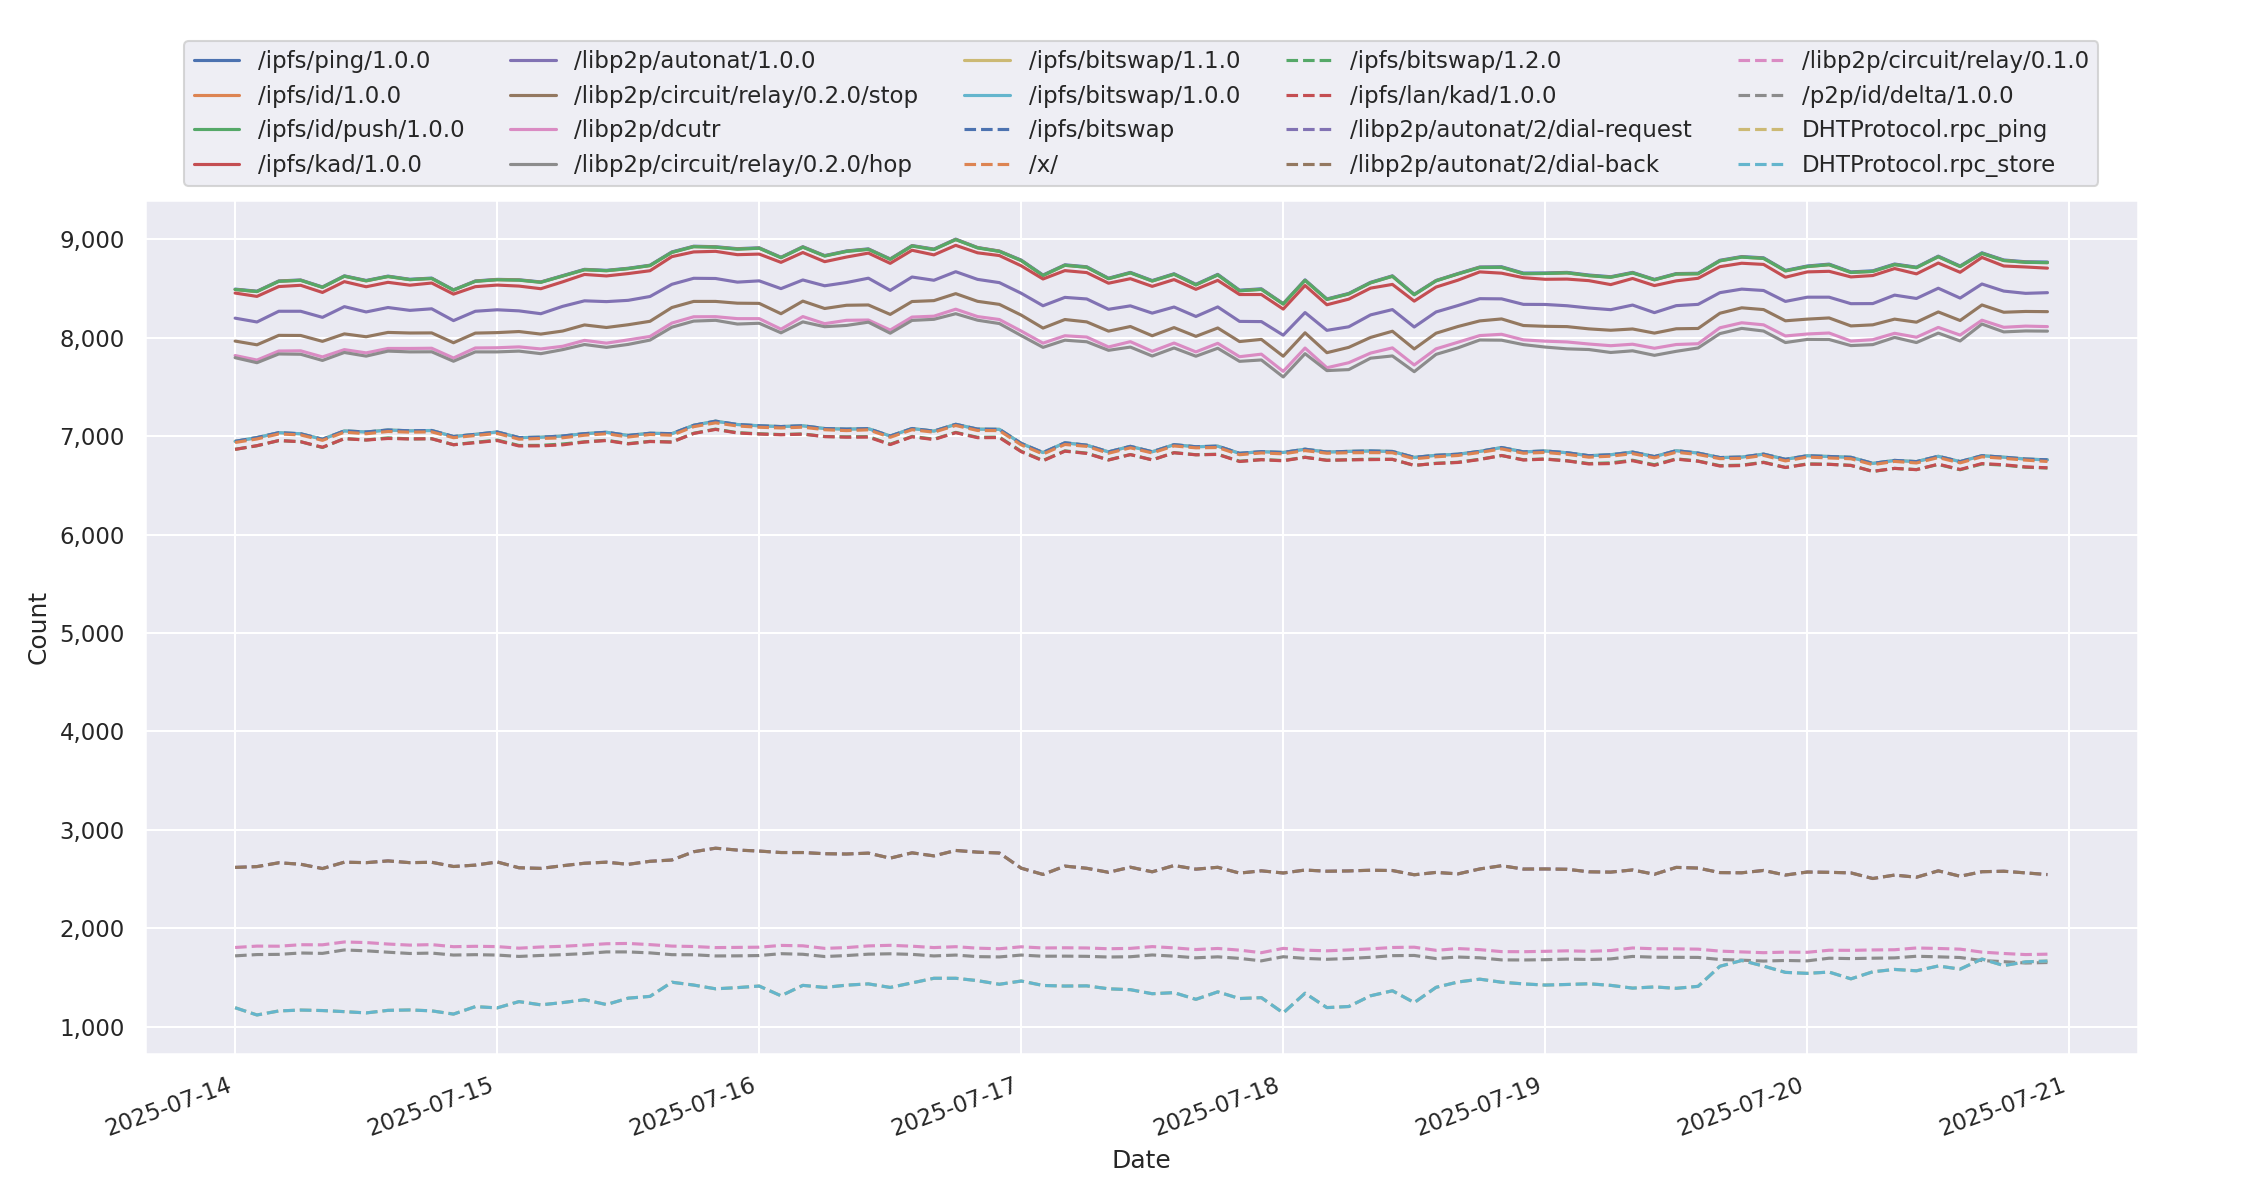 /ipfs/ping/1.0.0
/ipfs/id/1.0.0
/ipfs/id/push/1.0.0
/ipfs/kad/1.0.0
/libp2p/autonat/1.0.0
/libp2p/circuit/relay/0.2.0/stop
/libp2p/dcutr
/libp2p/circuit/relay/0.2.0/hop
/ipfs/bitswap/1.1.0
/ipfs/bitswap/1.0.0
/ipfs/bitswap
/x/
/ipfs/bitswap/1.2.0
/ipfs/lan/kad/1.0.0
/libp2p/autonat/2/dial-request
/libp2p/autonat/2/dial-back
/libp2p/circuit/relay/0.1.0
/p2p/id/delta/1.0.0
DHTProtocol.rpc_ping
DHTProtocol.rpc_store
9,000
8,000
7,000
6,000
5,000
4,000
3,000
2,000
1,000
Count
2025-07-14
2025-07-15
2025-07-16
2025-07-17
2025-07-18
2025-07-19
2025-07-20
2025-07-21
Date